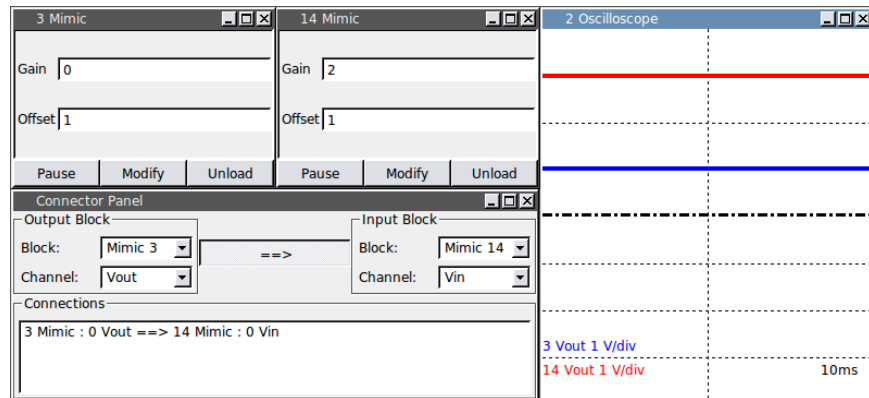 3 Mimic
Gain 0
Offset 1
Pause Modify Unload
14 Mimic
Gain 2
Offset 1
Pause Modify Unload
Connector Panel
Output Block
Block: Mimic 3
Channel: Vout
==>
Input Block
Block: Mimic 14
Channel: Vin
Connections
3 Mimic : 0 Vout ==> 14 Mimic : 0 Vin
2 Oscilloscope
3 Vout 1 V/div
14 Vout 1 V/div
10ms